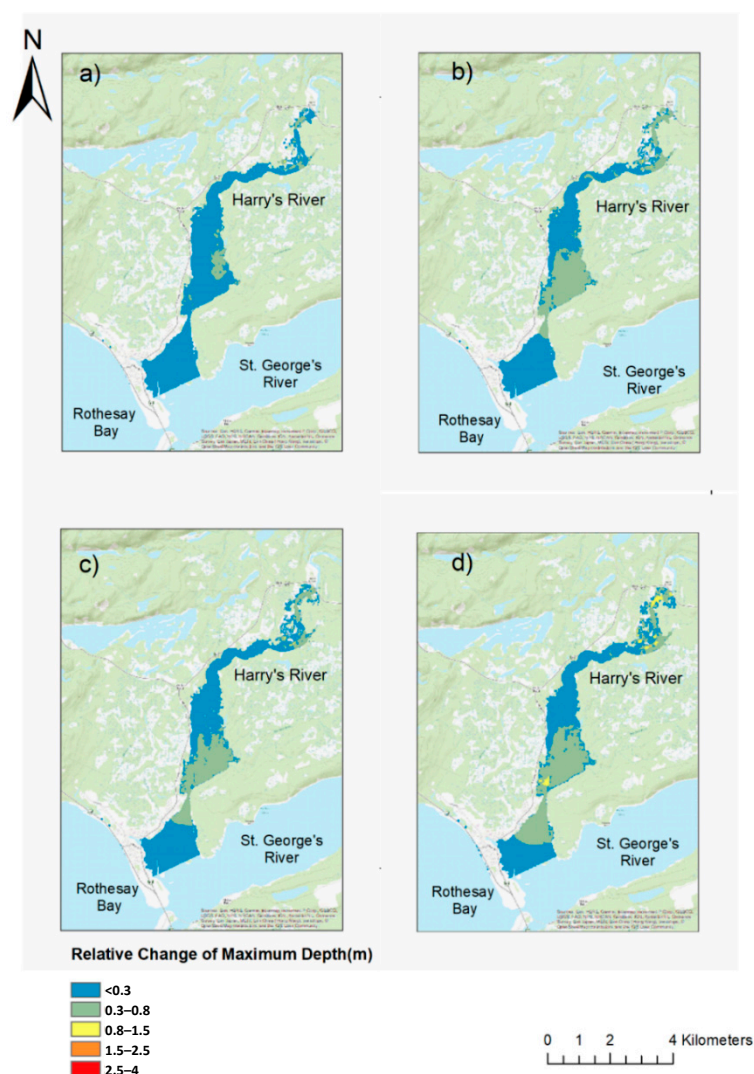 N
a)
Harry's River
St. George's
River
Rothesay
Bay
b)
Harry's River
St. George's
River
Rothesay
Bay
c)
Harry's River
St. George's
River
Rothesay
Bay
d)
Harry's River
St. George's
River
Rothesay
Bay
Relative Change of Maximum Depth(m)
<0.3
0.3–0.8
0.8–1.5
1.5–2.5
2.5–4
0 1 2 4 Kilometers